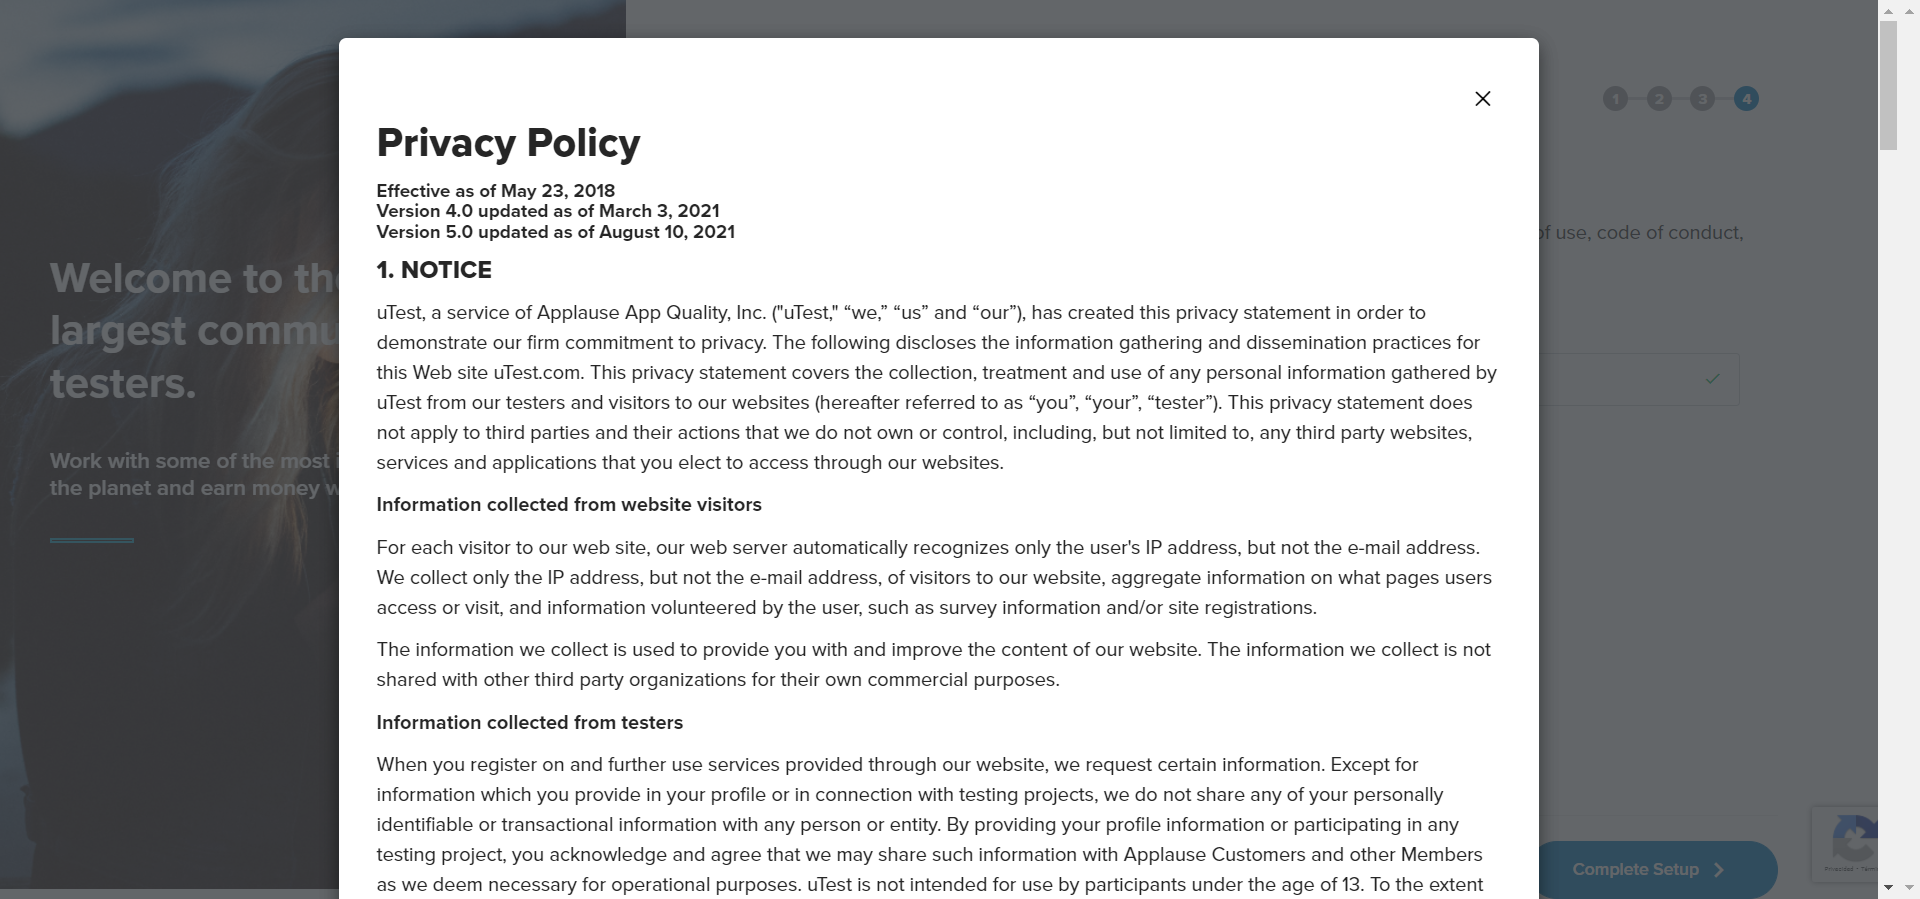 1 2 3 4
Privacy Policy
Effective as of May 23, 2018
Version 4.0 updated as of March 3, 2021
Version 5.0 updated as of August 10, 2021
of use, code of conduct,
1. NOTICE
Welcome to the
largest commu
testers.
uTest, a service of Applause App Quality, Inc. ("uTest," “we,” “us” and “our”), has created this privacy statement in order to
demonstrate our firm commitment to privacy. The following discloses the information gathering and dissemination practices for
this Web site uTest.com. This privacy statement covers the collection, treatment and use of any personal information gathered by
uTest from our testers and visitors to our websites (hereafter referred to as “you”, “your”, “tester”). This privacy statement does
not apply to third parties and their actions that we do not own or control, including, but not limited to, any third party websites,
services and applications that you elect to access through our websites.
Work with some of the most i
the planet and earn money w
Information collected from website visitors
For each visitor to our web site, our web server automatically recognizes only the user's IP address, but not the e-mail address.
We collect only the IP address, but not the e-mail address, of visitors to our website, aggregate information on what pages users
access or visit, and information volunteered by the user, such as survey information and/or site registrations.
The information we collect is used to provide you with and improve the content of our website. The information we collect is not
shared with other third party organizations for their own commercial purposes.
Information collected from testers
When you register on and further use services provided through our website, we request certain information. Except for
information which you provide in your profile or in connection with testing projects, we do not share any of your personally
identifiable or transactional information with any person or entity. By providing your profile information or participating in any
testing project, you acknowledge and agree that we may share such information with Applause Customers and other Members
as we deem necessary for operational purposes. uTest is not intended for use by participants under the age of 13. To the extent
Complete Setup